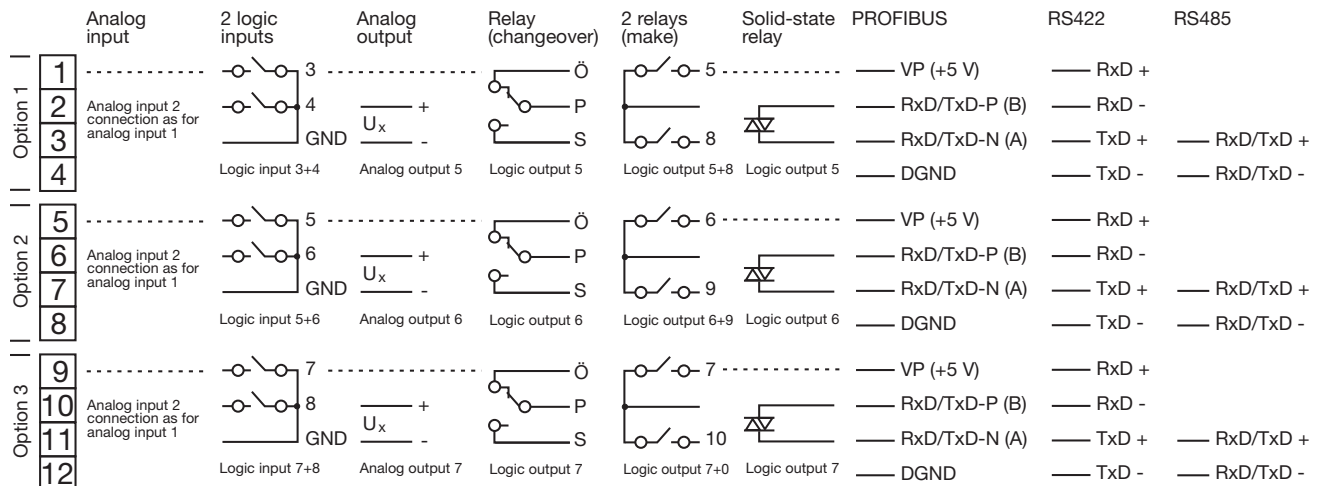 Analog input
2 logic inputs
Analog output
Relay (changeover)
2 relays (make)
Solid-state relay
PROFIBUS
RS422
RS485
Option 1
1 3 Ö 5 VP (+5 V) RxD +
2 Analog input 2 connection as for analog input 1 4 + P RxD/TxD-P (B) RxD -
Ux
3 GND - S 8 RxD/TxD-N (A) TxD + RxD/TxD +
4 Logic input 3+4 Analog output 5 Logic output 5 Logic output 5+8 Logic output 5 DGND TxD - RxD/TxD -
Option 2
5 5 Ö 6 VP (+5 V) RxD +
6 Analog input 2 connection as for analog input 1 6 + P RxD/TxD-P (B) RxD -
Ux
7 GND - S 9 RxD/TxD-N (A) TxD + RxD/TxD +
8 Logic input 5+6 Analog output 6 Logic output 6 Logic output 6+9 Logic output 6 DGND TxD - RxD/TxD -
Option 3
9 7 Ö 7 VP (+5 V) RxD +
10 Analog input 2 connection as for analog input 1 8 + P RxD/TxD-P (B) RxD -
Ux
11 GND - S 10 RxD/TxD-N (A) TxD + RxD/TxD +
12 Logic input 7+8 Analog output 7 Logic output 7 Logic output 7+0 Logic output 7 DGND TxD - RxD/TxD -